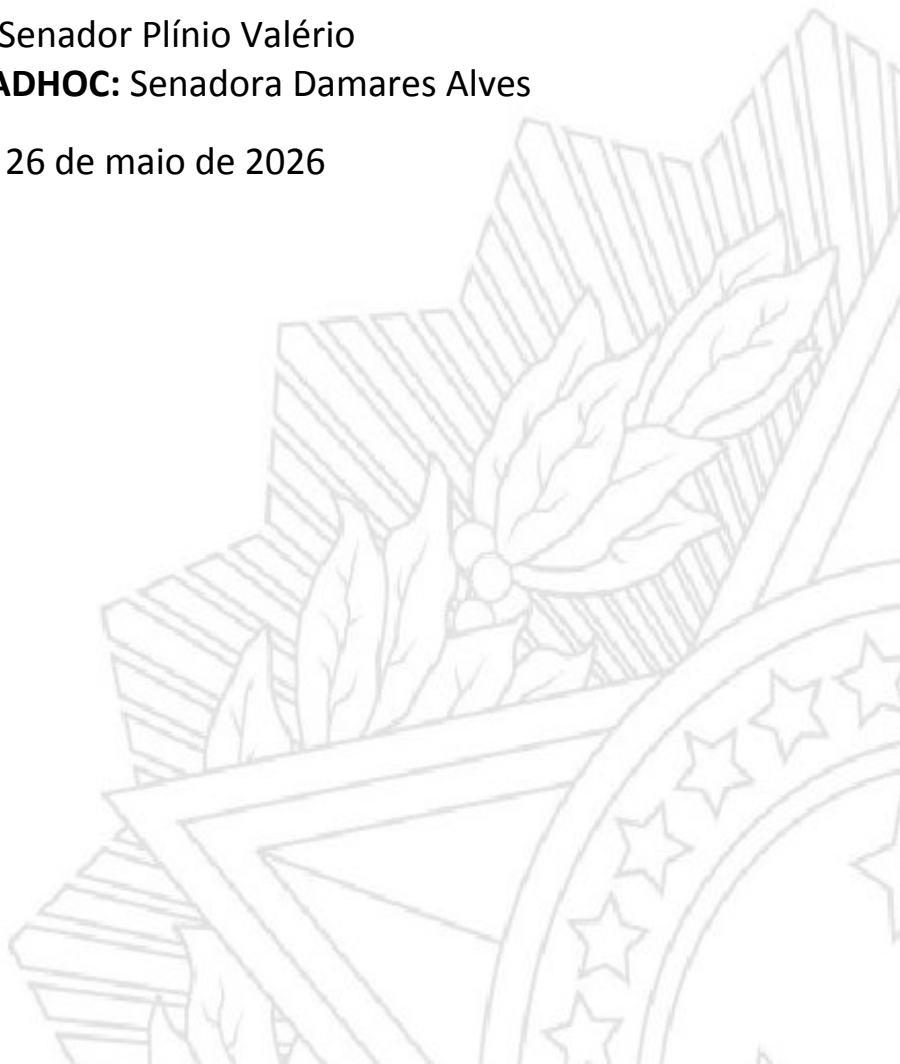 Senador Plínio Valério
ADHOC: Senadora Damares Alves
26 de maio de 2026